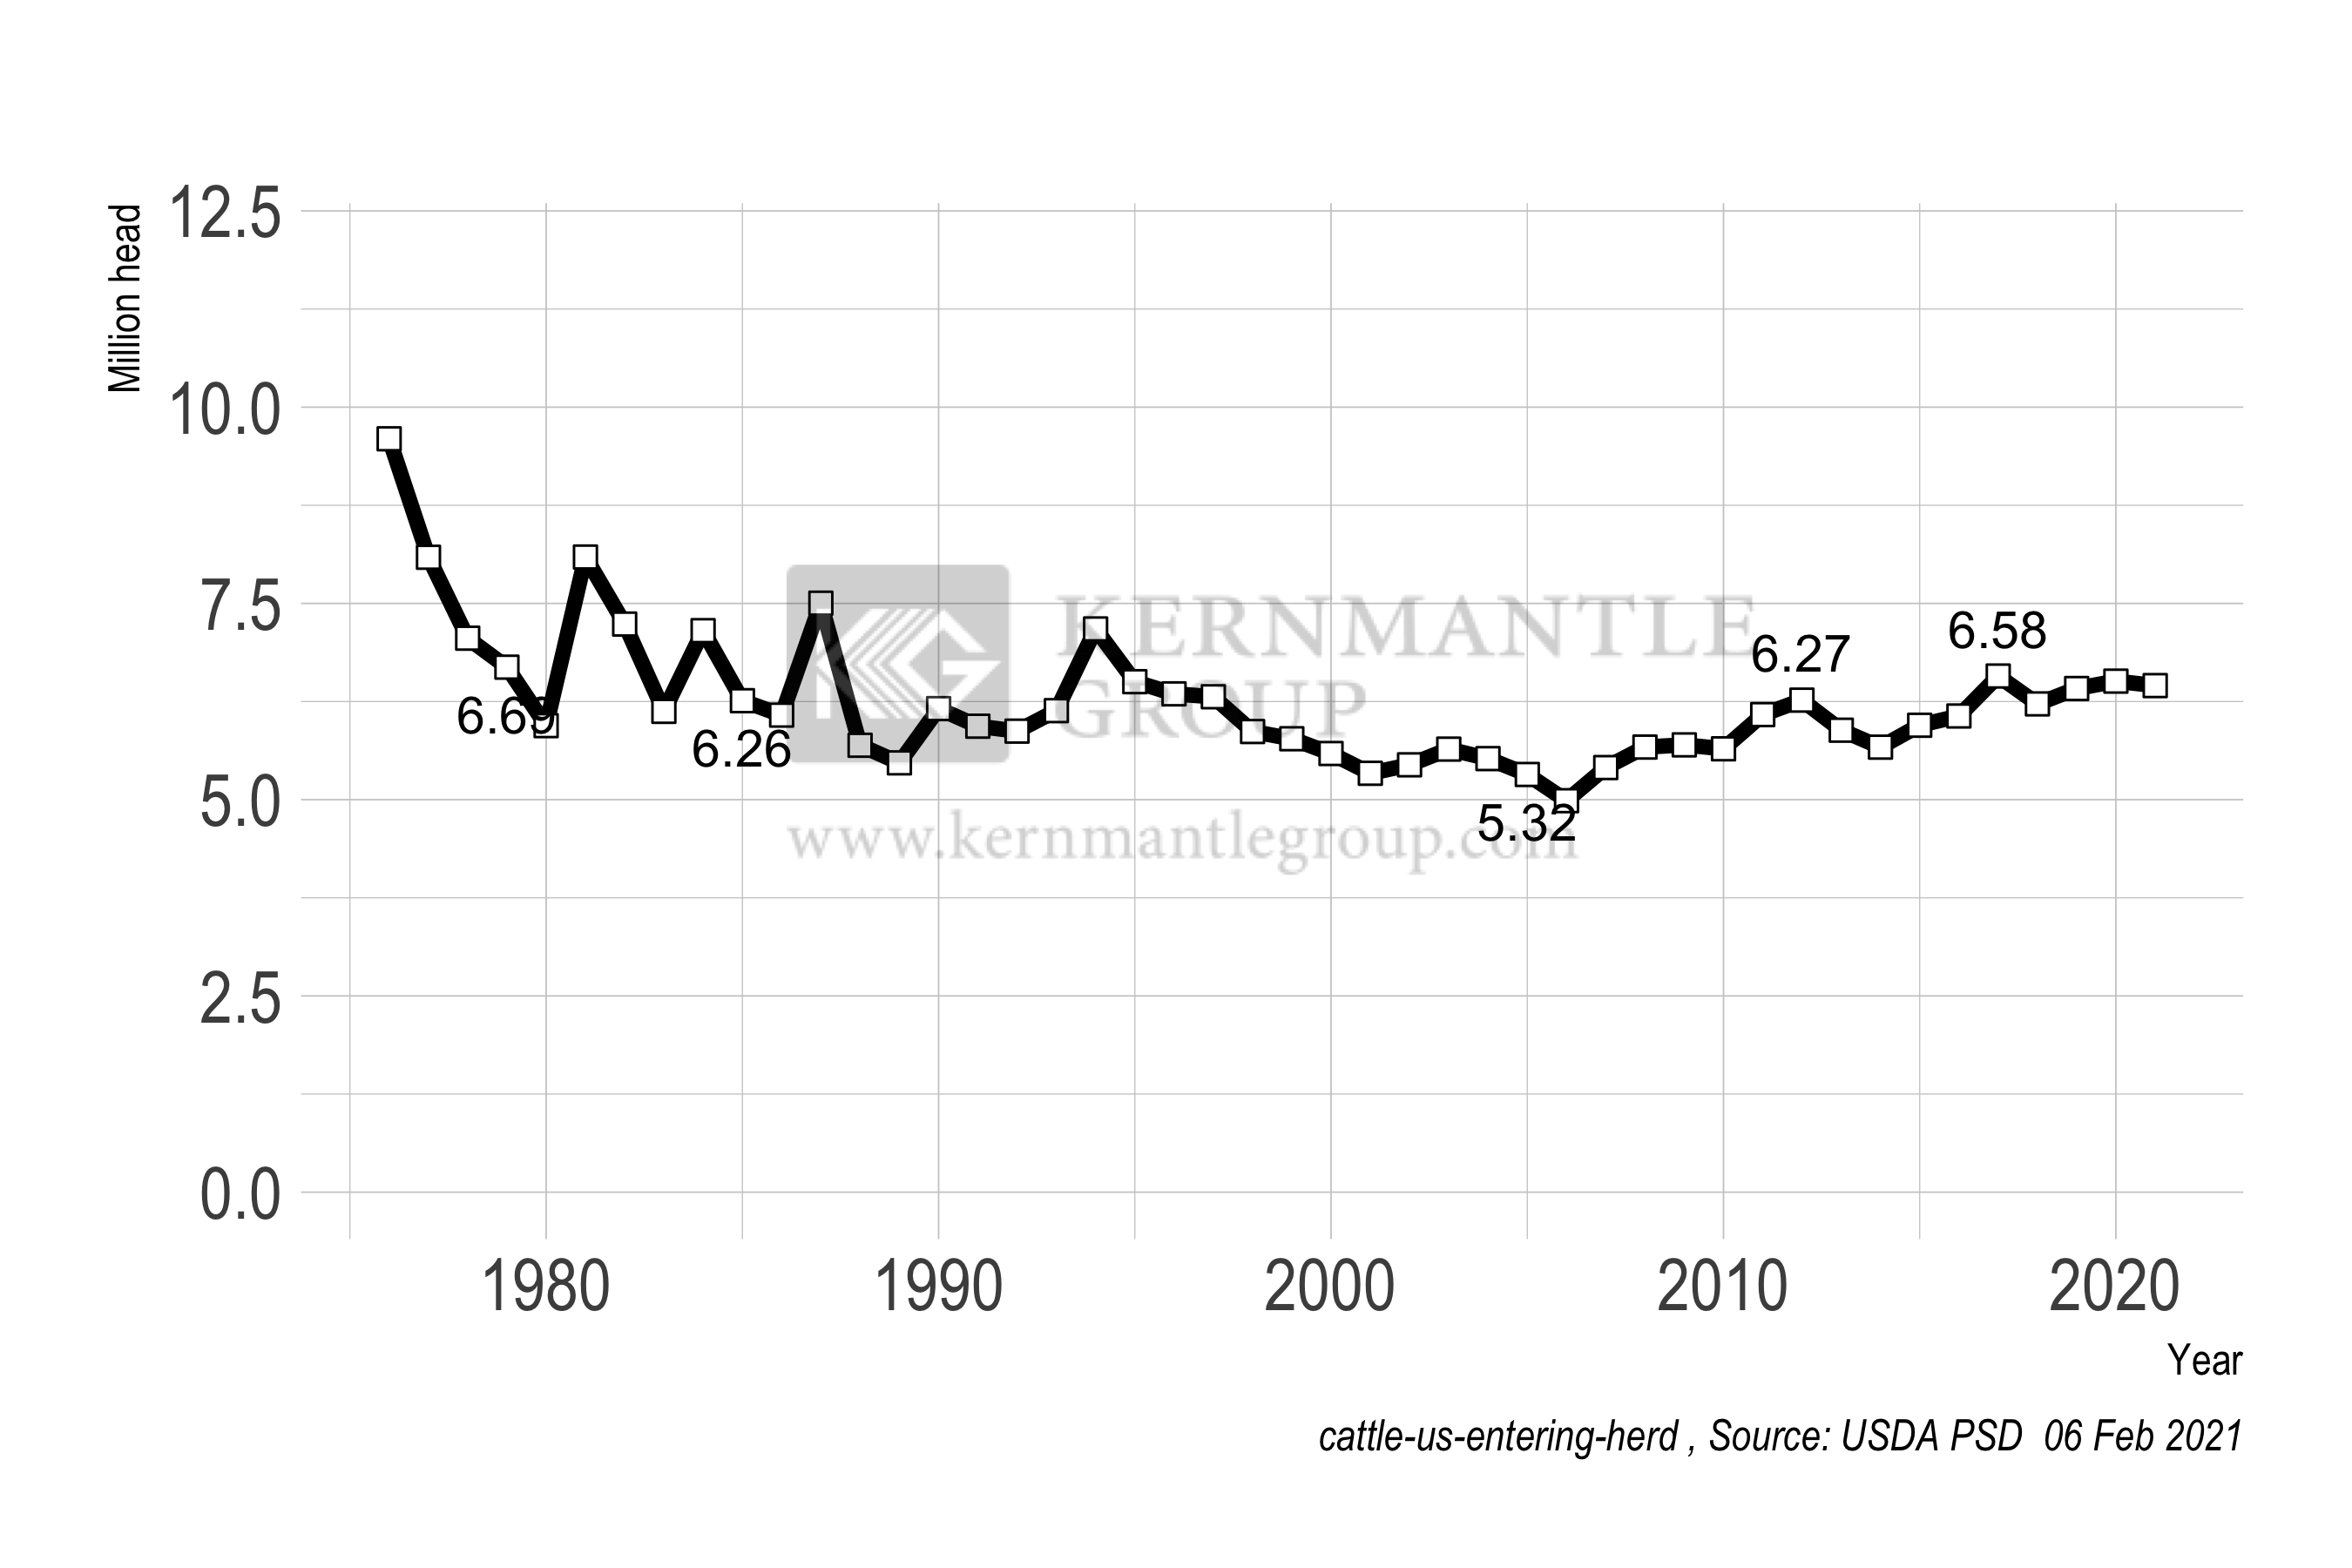 Million head
12.5
10.0
7.5
5.0
2.5
0.0
6.69
6.26
5.32
6.27
6.58
KERNMANTLE
GROUP
www.kernmantlegroup.com
1980 1990 2000 2010 2020
Year
cattle-us-entering-herd , Source: USDA PSD 06 Feb 2021